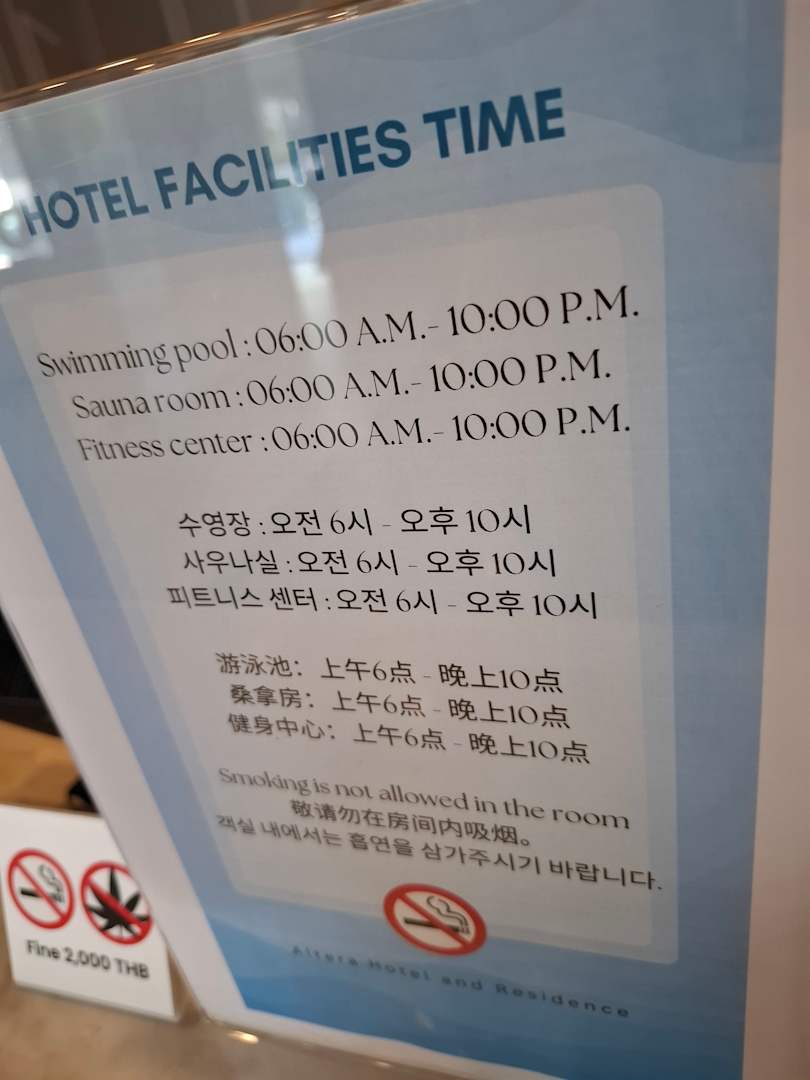 HOTEL FACILITIES TIME
Swimming pool : 06:00 A.M.- 10:00 P.M.
Sauna room : 06:00 A.M.- 10:00 P.M.
Fitness center : 06:00 A.M.- 10:00 P.M.
수영장 : 오전 6시 - 오후 10시
사우나실 : 오전 6시 - 오후 10시
피트니스 센터 : 오전 6시 - 오후 10시
游泳池： 上午6点 - 晚上10点
桑拿房： 上午6点 - 晚上10点
健身中心： 上午6点 - 晚上10点
Smoking is not allowed in the room
敬请勿在房间内吸烟。
객실 내에서는 흡연을 삼가주시기 바랍니다.
Altera Hotel and Residence
Fine 2,000 THB